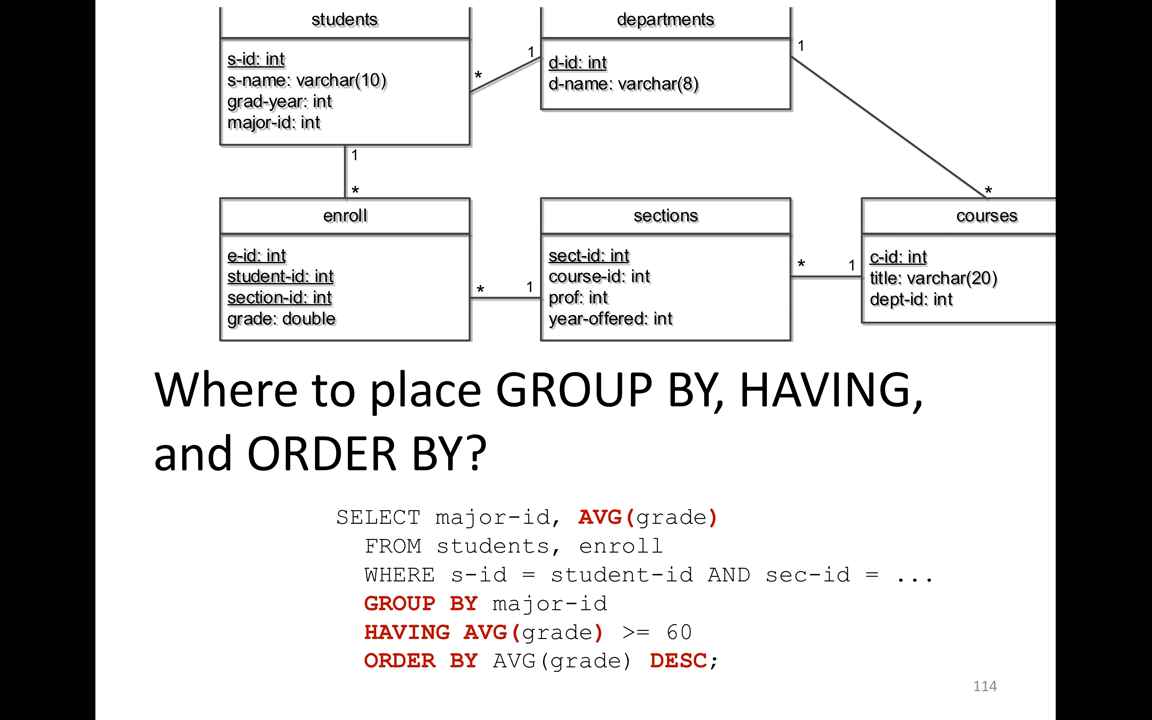 students
departments
s-id: int
s-name: varchar(10)
grad-year: int
major-id: int
*
1
d-id: int
d-name: varchar(8)
1
1
*
*
enroll
sections
courses
e-id: int
student-id: int
section-id: int
grade: double
*
1
sect-id: int
course-id: int
prof: int
year-offered: int
*
1
c-id: int
title: varchar(20)
dept-id: int
Where to place GROUP BY, HAVING,
and ORDER BY?
SELECT major-id, AVG(grade)
FROM students, enroll
WHERE s-id = student-id AND sec-id = ...
GROUP BY major-id
HAVING AVG(grade) >= 60
ORDER BY AVG(grade) DESC;
114